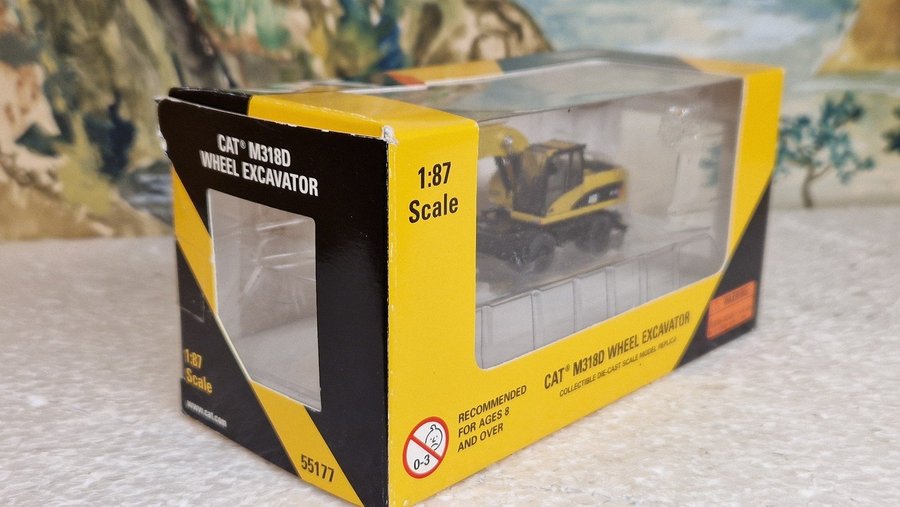 CAT® M318D
WHEEL EXCAVATOR
1:87
Scale
www.cat.com
55177
1:87
Scale
CAT® M318D WHEEL EXCAVATOR
COLLECTIBLE DIE-CAST SCALE MODEL REPLICA
RECOMMENDED
FOR AGES 8
AND OVER
0-3
WARNING